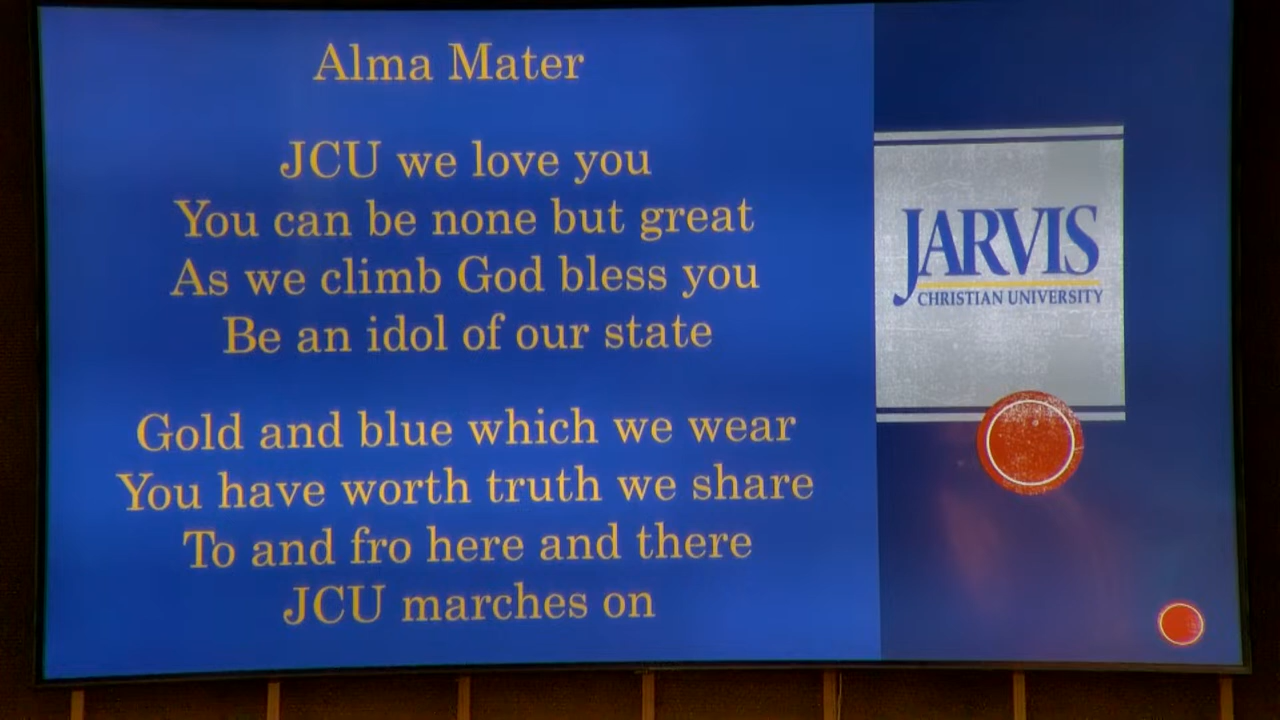 Alma Mater
JCU we love you
You can be none but great
As we climb God bless you
Be an idol of our state
Gold and blue which we wear
You have worth truth we share
To and fro here and there
JCU marches on
JARVIS
CHRISTIAN UNIVERSITY